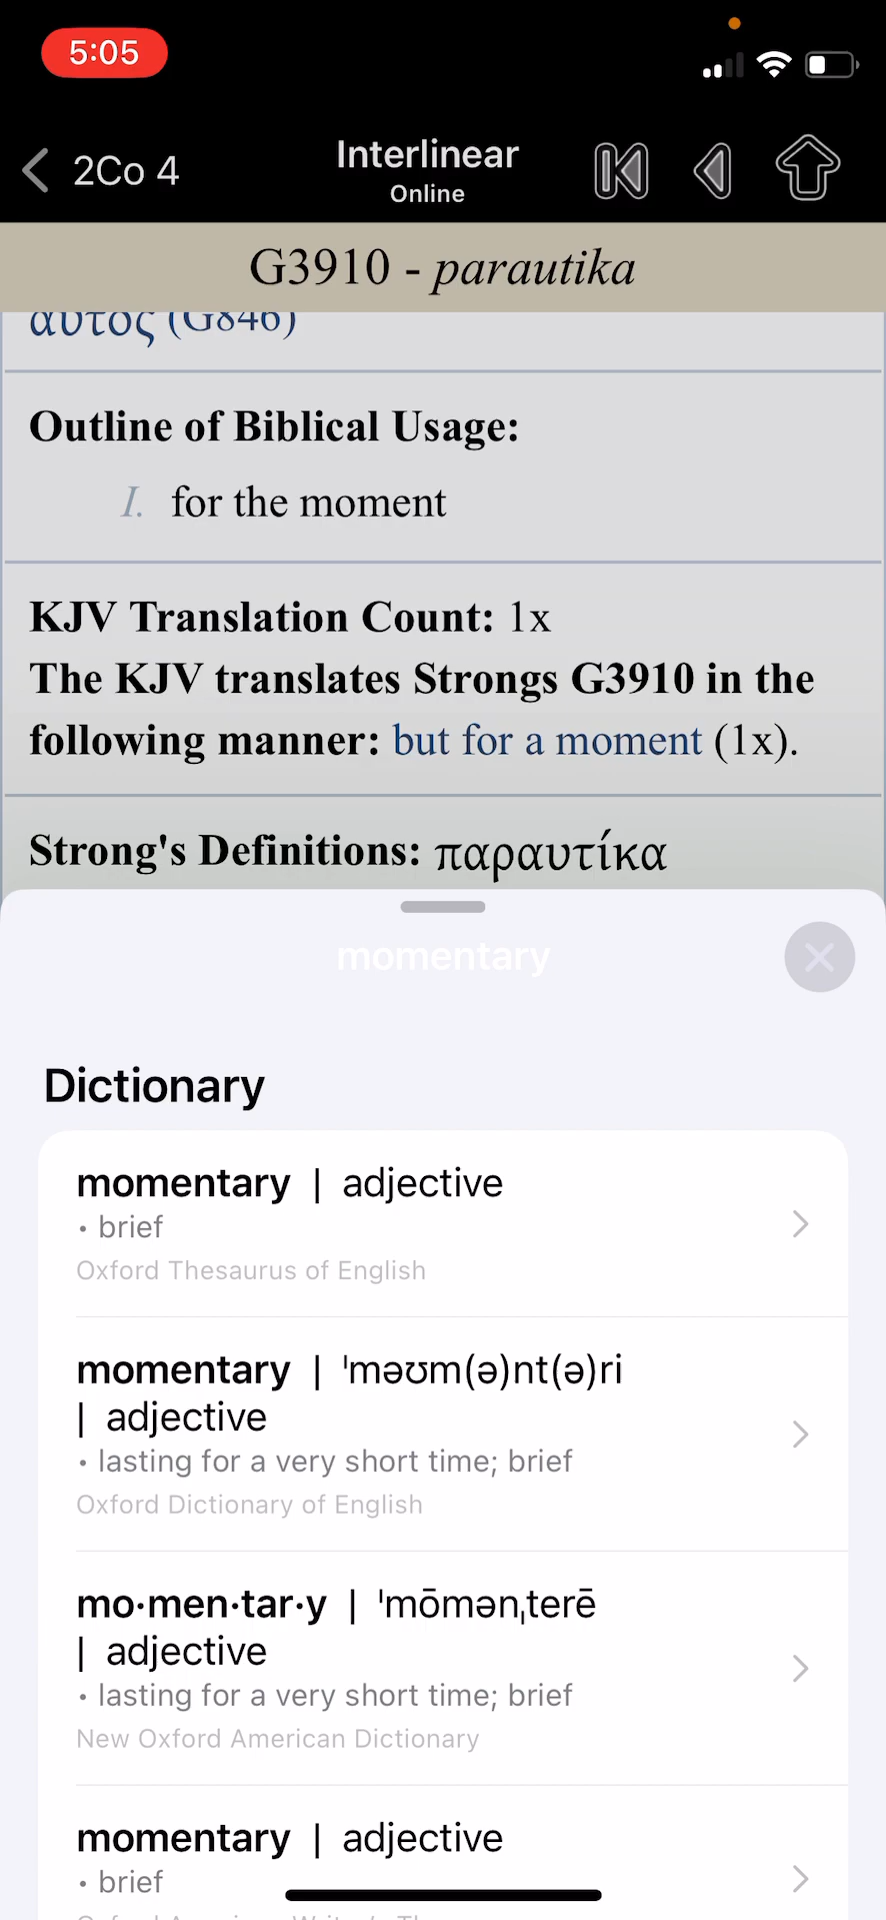 5:05
2Co 4
Interlinear
Online
G3910 - parautika
αὐτός (G846)
Outline of Biblical Usage:
I. for the moment
KJV Translation Count: 1x
The KJV translates Strongs G3910 in the
following manner: but for a moment (1x).
Strong's Definitions: παραυτίκα
momentary
Dictionary
momentary | adjective
• brief
Oxford Thesaurus of English
momentary | ˈməʊm(ə)nt(ə)ri
| adjective
• lasting for a very short time; brief
Oxford Dictionary of English
mo·men·tar·y | ˈmōmənˌterē
| adjective
• lasting for a very short time; brief
New Oxford American Dictionary
momentary | adjective
• brief